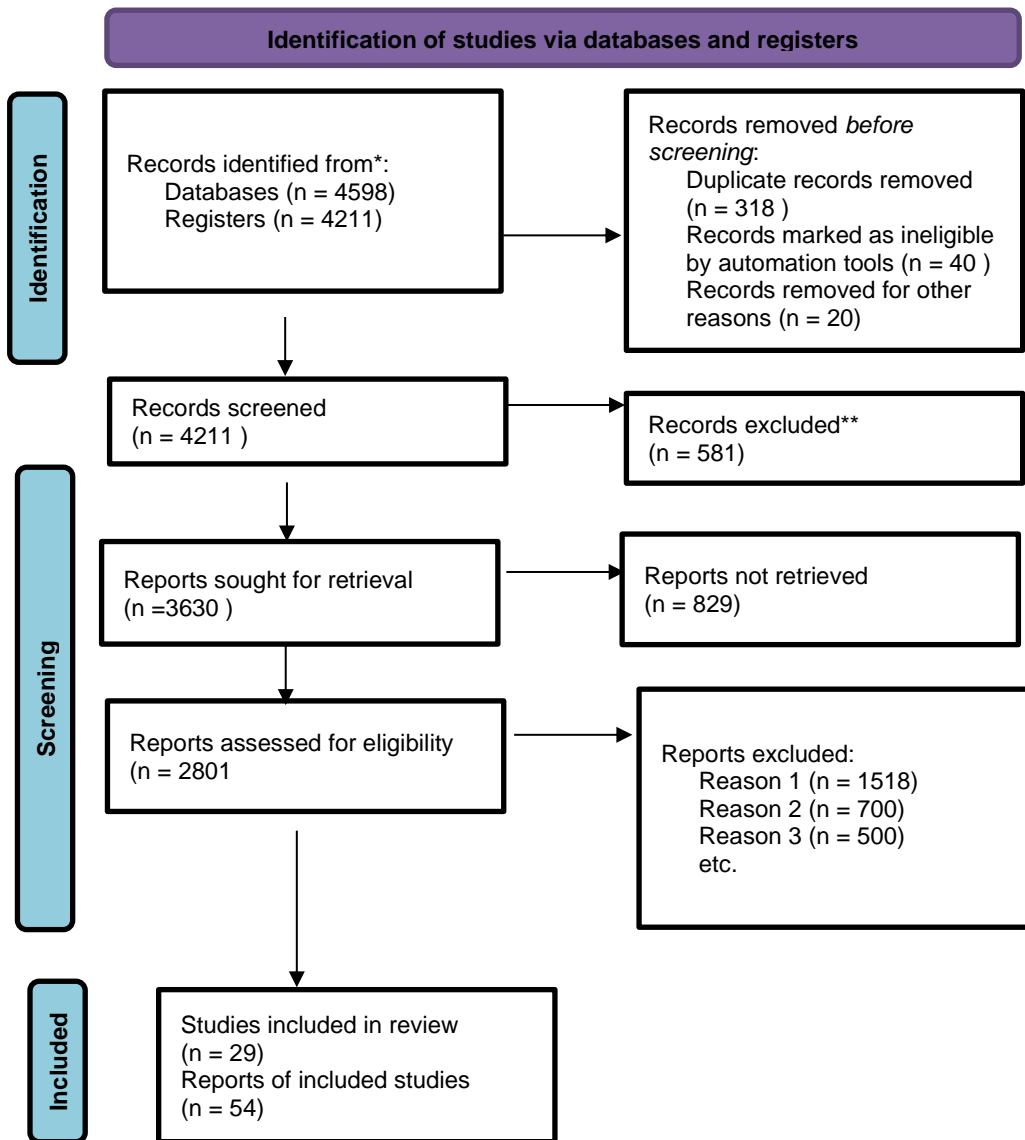 Identification of studies via databases and registers
Identification
Records identified from*:
Databases (n = 4598)
Registers (n = 4211)
Records removed before
screening:
Duplicate records removed
(n = 318 )
Records marked as ineligible
by automation tools (n = 40 )
Records removed for other
reasons (n = 20)
Records screened
(n = 4211 )
Records excluded**
(n = 581)
Screening
Reports sought for retrieval
(n =3630 )
Reports not retrieved
(n = 829)
Reports assessed for eligibility
(n = 2801
Reports excluded:
Reason 1 (n = 1518)
Reason 2 (n = 700)
Reason 3 (n = 500)
etc.
Included
Studies included in review
(n = 29)
Reports of included studies
(n = 54)